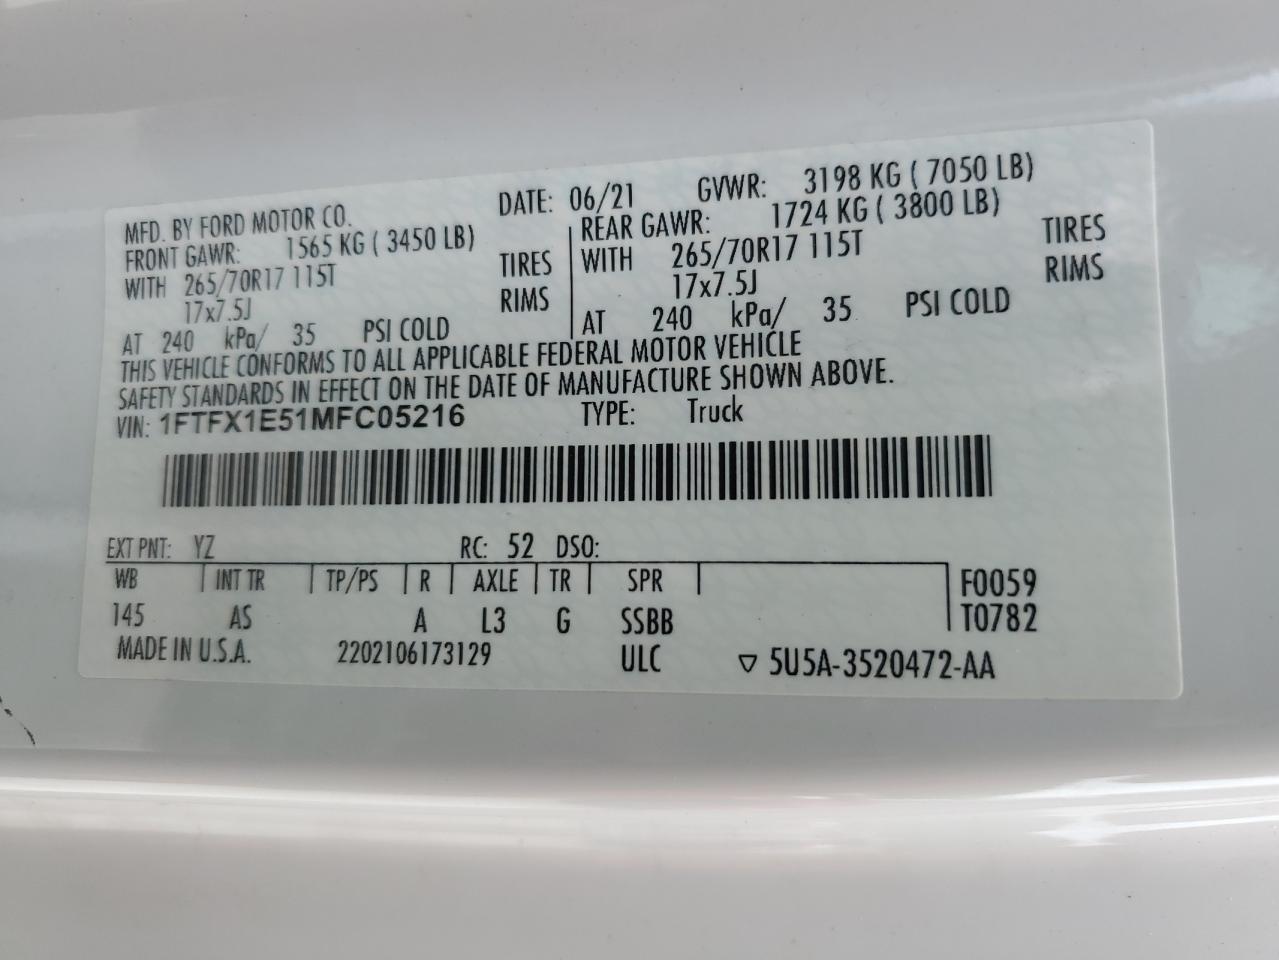 MFD. BY FORD MOTOR CO. DATE: 06/21 GVWR: 3198 KG ( 7050 LB)
FRONT GAWR: 1565 KG ( 3450 LB) REAR GAWR: 1724 KG ( 3800 LB)
WITH 265/70R17 115T TIRES WITH 265/70R17 115T TIRES
17x7.5J RIMS 17x7.5J RIMS
AT 240 kPa/ 35 PSI COLD AT 240 kPa/ 35 PSI COLD
THIS VEHICLE CONFORMS TO ALL APPLICABLE FEDERAL MOTOR VEHICLE
SAFETY STANDARDS IN EFFECT ON THE DATE OF MANUFACTURE SHOWN ABOVE.
VIN: 1FTFX1E51MFC05216 TYPE: Truck
EXT PNT: YZ RC: 52 DSO:
WB INT TR TP/PS R AXLE TR SPR F0059
145 AS A L3 G SSBB T0782
MADE IN U.S.A. 2202106173129 ULC ▽ 5U5A-3520472-AA